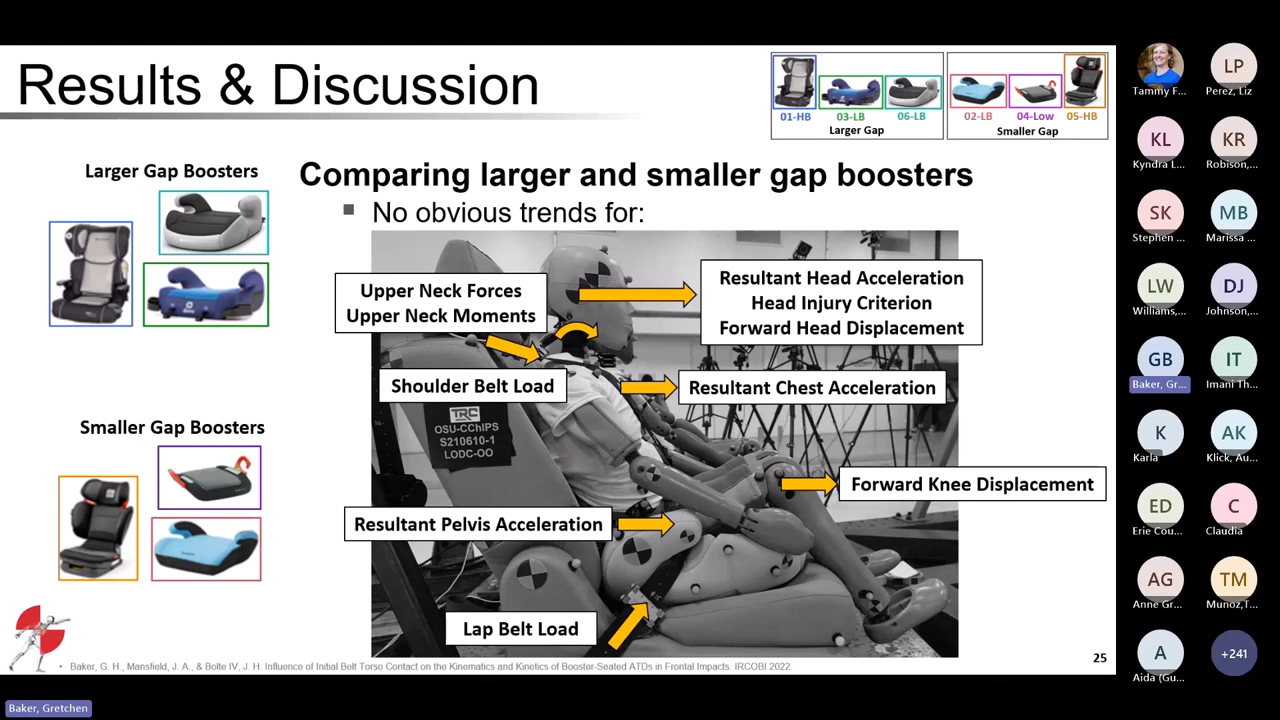 Results & Discussion
01-HB
03-LB
06-LB
Larger Gap
02-LB
04-Low
05-HB
Smaller Gap
Larger Gap Boosters
Smaller Gap Boosters
Comparing larger and smaller gap boosters
No obvious trends for:
Upper Neck Forces
Upper Neck Moments
Resultant Head Acceleration
Head Injury Criterion
Forward Head Displacement
Shoulder Belt Load
Resultant Chest Acceleration
TRC
OSU-CChIPS
S210610-1
LODC-OO
Forward Knee Displacement
Resultant Pelvis Acceleration
Lap Belt Load
Baker, G. H., Mansfield, J. A., & Bolte IV, J. H. Influence of Initial Belt Torso Contact on the Kinematics and Kinetics of Booster-Seated ATDs in Frontal Impacts. IRCOBI 2022.
25
Tammy F...
LP
Perez, Liz
KL
Kyndra L...
KR
Robison,...
SK
Stephen ...
MB
Marissa ...
LW
Williams,...
DJ
Johnson,...
GB
Baker, Gr...
IT
Imani Th...
K
Karla
AK
Klick, Au...
ED
Erie Cou...
C
Claudia
AG
Anne Gr...
TM
Munoz,T...
A
Aida (Gu...
+241
Baker, Gretchen